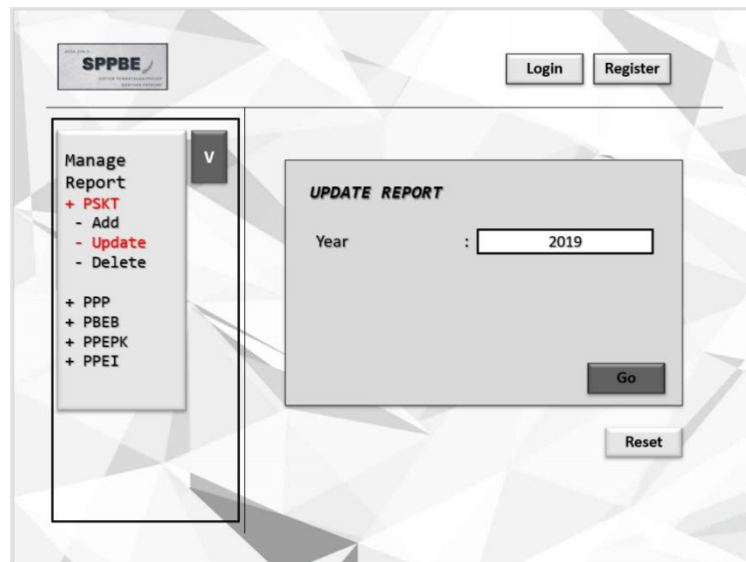 SPPBE
Login
Register
V
Manage
Report
+ PSKT
- Add
- Update
- Delete
+ PPP
+ PBEB
+ PPEPK
+ PPEI
UPDATE REPORT
Year : 2019
Go
Reset